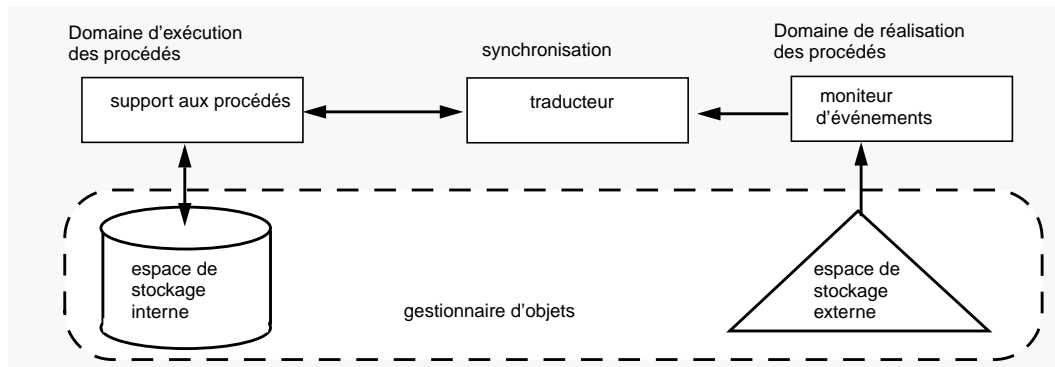 Domaine d'exécution
des procédés
synchronisation
Domaine de réalisation
des procédés
support aux procédés
traducteur
moniteur
d'événements
espace de
stockage
interne
gestionnaire d'objets
espace de
stockage
externe